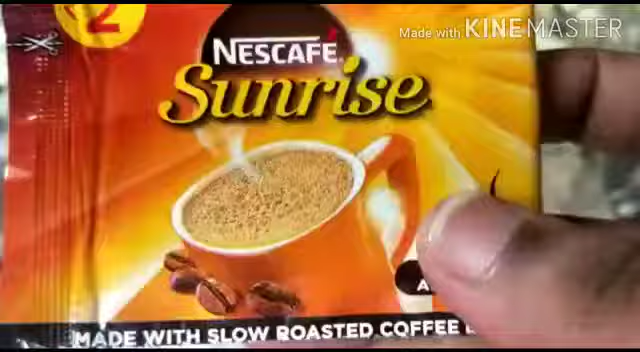 Made with KINEMASTER
2
NESCAFÉ
Sunrise
MADE WITH SLOW ROASTED COFFEE